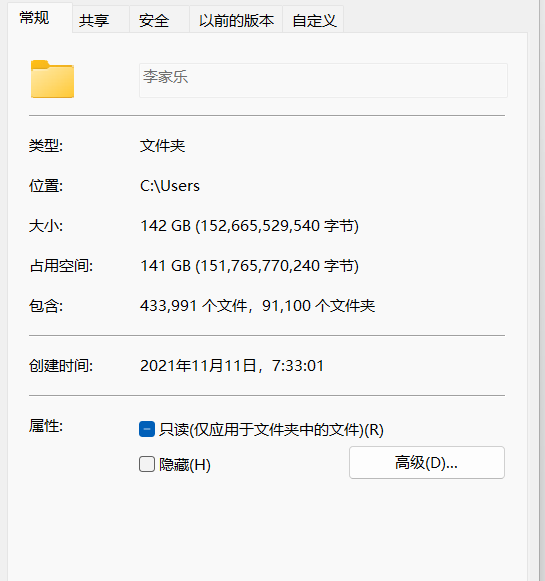 常规 共享 安全 以前的版本 自定义
李家乐
类型: 文件夹
位置: C:\Users
大小: 142 GB (152,665,529,540 字节)
占用空间: 141 GB (151,765,770,240 字节)
包含: 433,991 个文件，91,100 个文件夹
创建时间: 2021年11月11日，7:33:01
属性: 只读(仅应用于文件夹中的文件)(R)
隐藏(H) 高级(D)...